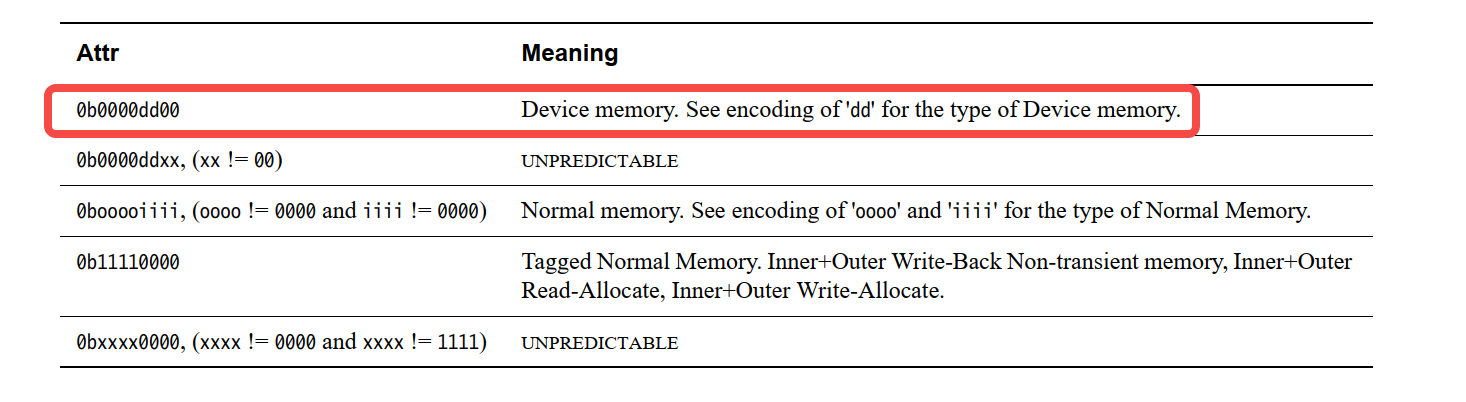 Attr Meaning
0b0000dd00 Device memory. See encoding of 'dd' for the type of Device memory.
0b0000ddxx, (xx != 00) UNPREDICTABLE
0booooiiii, (oooo != 0000 and iiii != 0000) Normal memory. See encoding of 'oooo' and 'iiii' for the type of Normal Memory.
0b11110000 Tagged Normal Memory. Inner+Outer Write-Back Non-transient memory, Inner+Outer
Read-Allocate, Inner+Outer Write-Allocate.
0bxxxx0000, (xxxx != 0000 and xxxx != 1111) UNPREDICTABLE